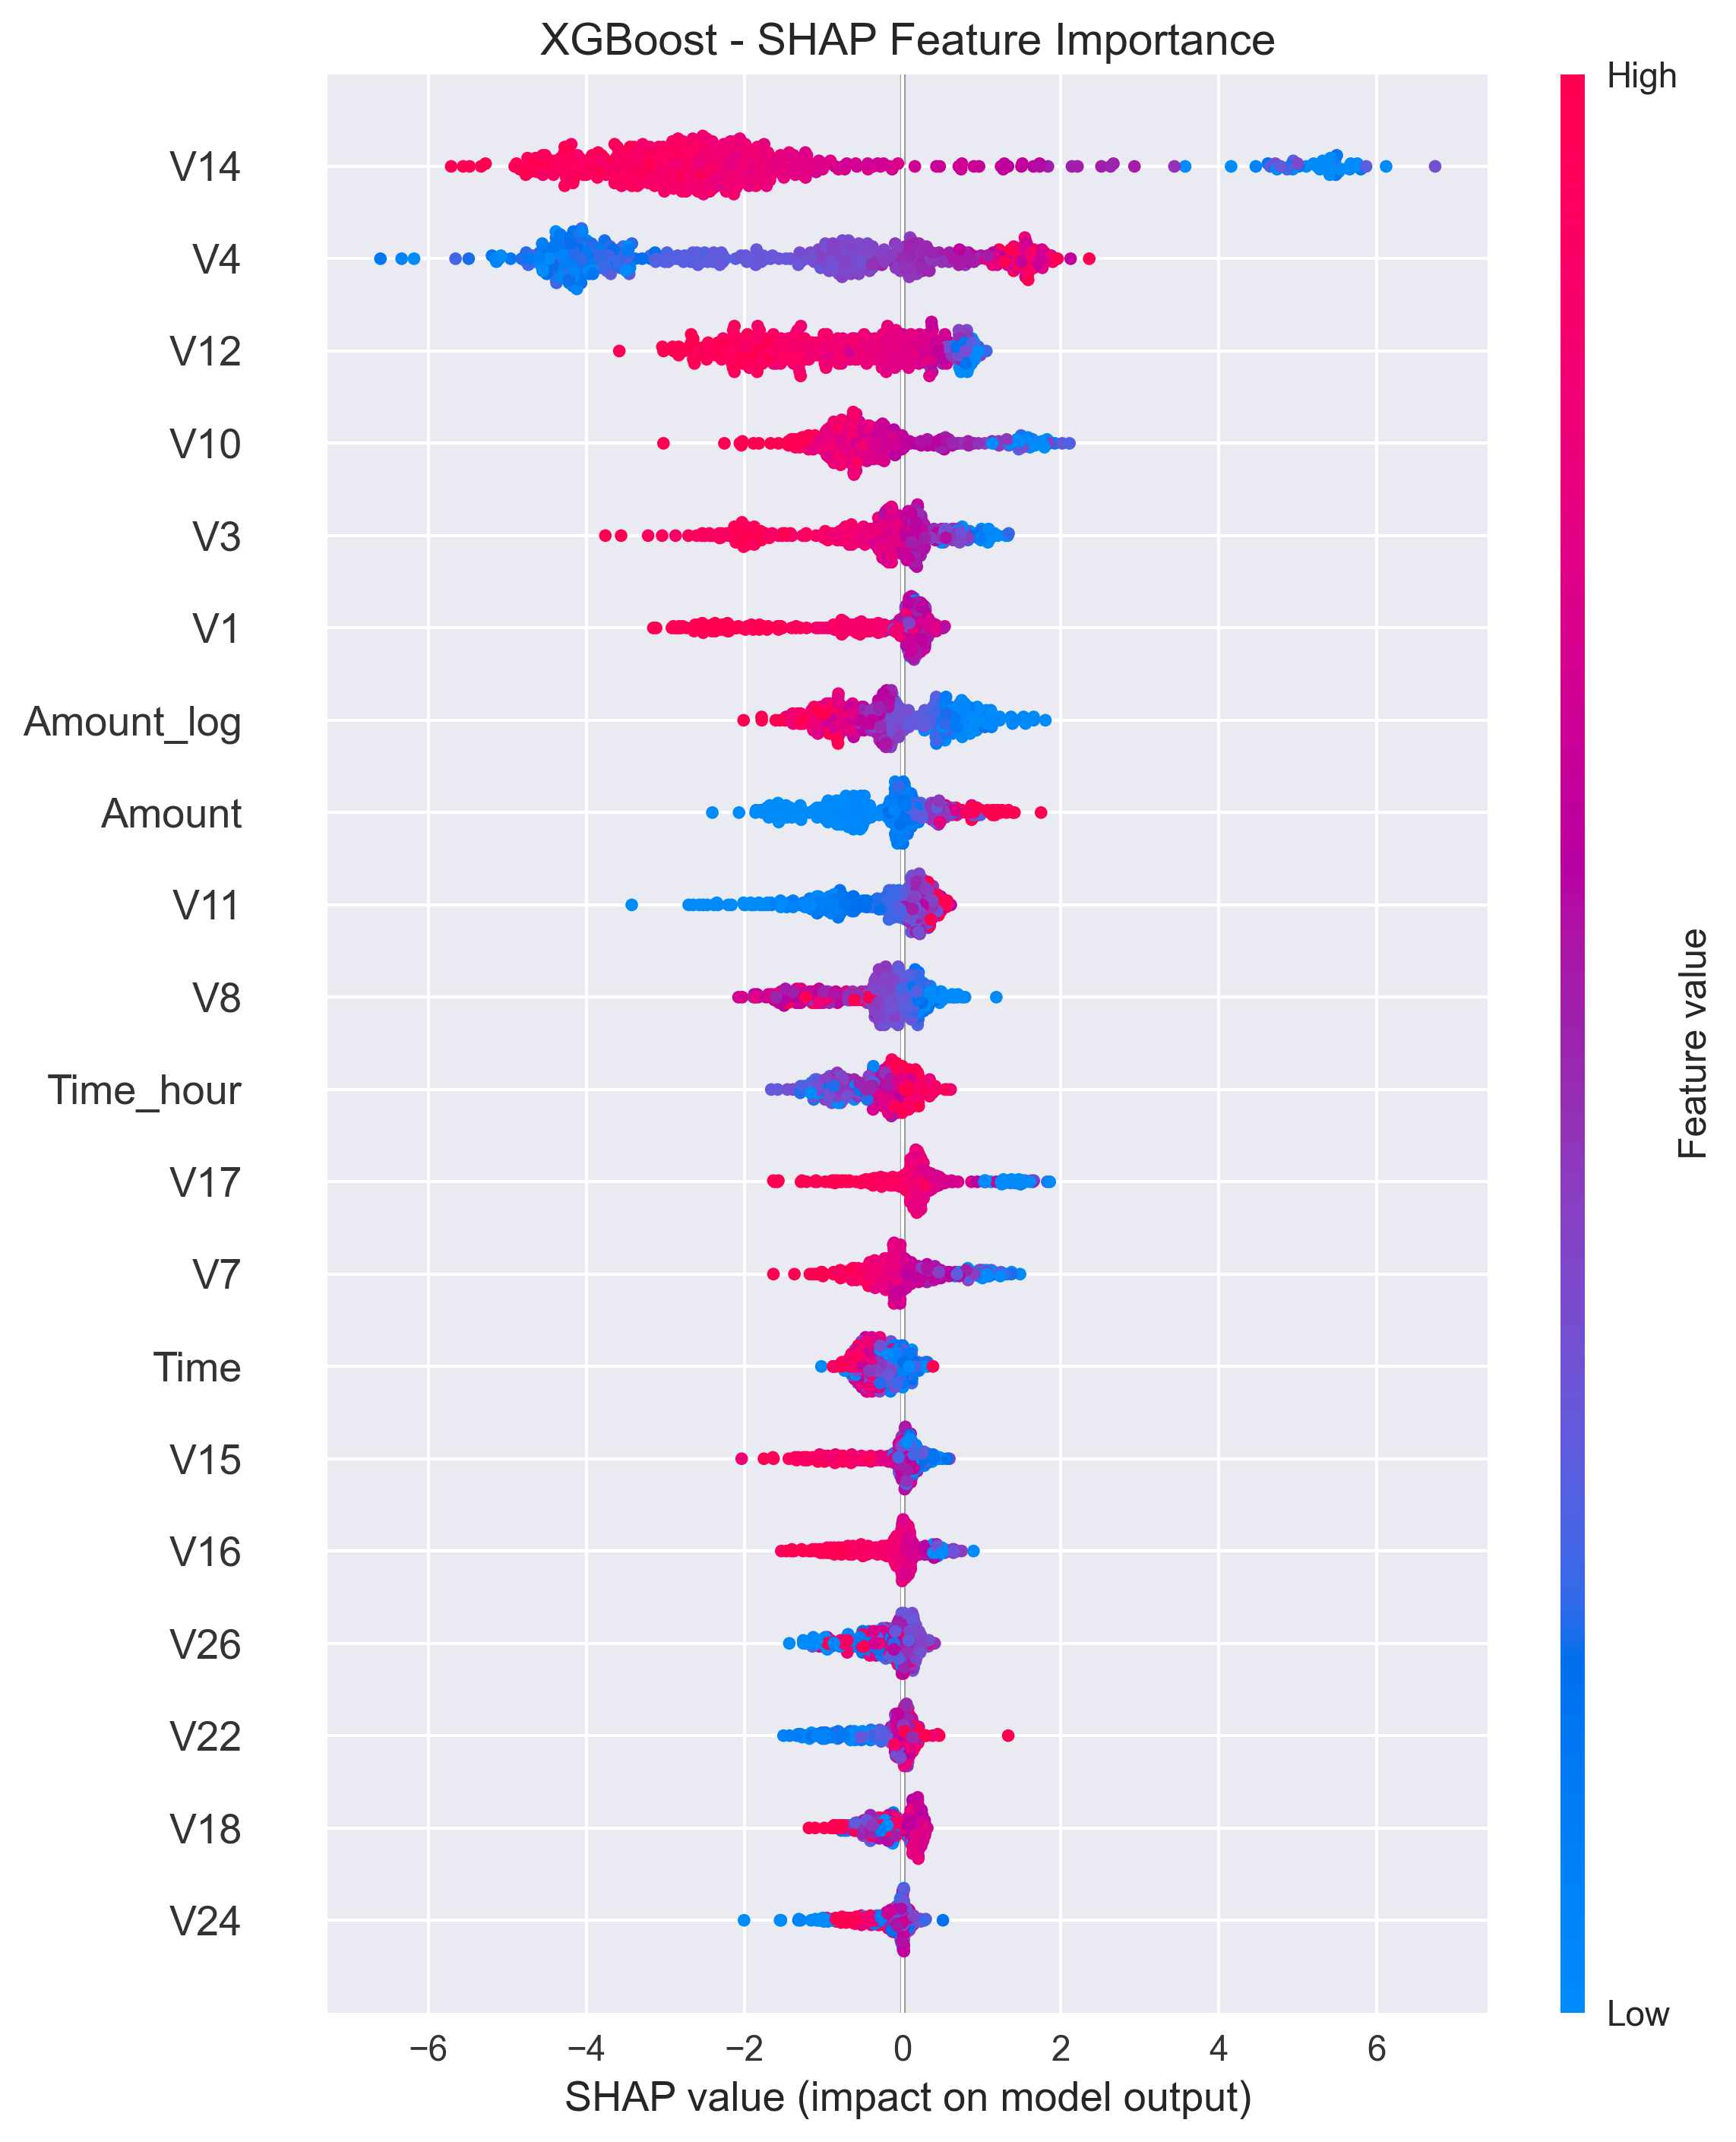 XGBoost - SHAP Feature Importance
High
V14
V4
V12
V10
V3
V1
Amount_log
Amount
V11
V8
Time_hour
V17
V7
Time
V15
V16
V26
V22
V18
V24
Feature value
Low
−6 −4 −2 0 2 4 6
SHAP value (impact on model output)